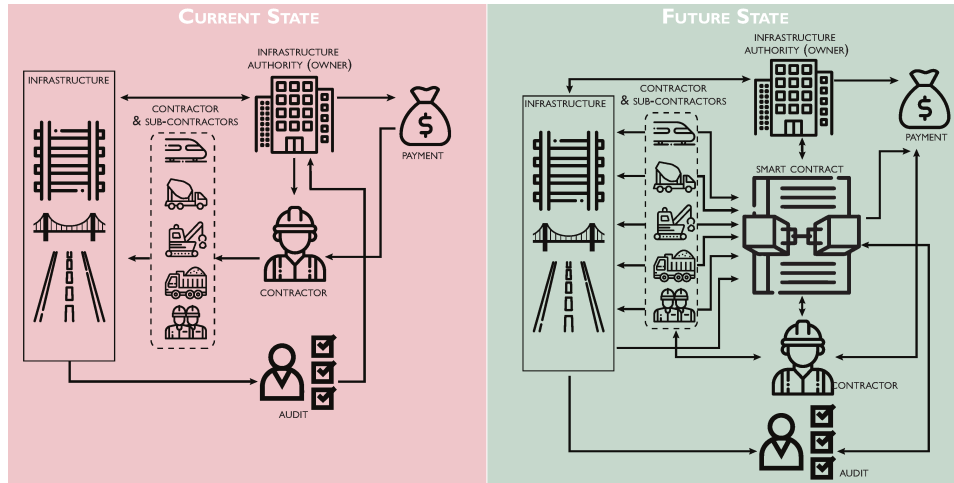 CURRENT STATE
INFRASTRUCTURE
AUTHORITY (OWNER)
INFRASTRUCTURE
CONTRACTOR
& SUB-CONTRACTORS
$
PAYMENT
CONTRACTOR
AUDIT
FUTURE STATE
INFRASTRUCTURE
AUTHORITY (OWNER)
INFRASTRUCTURE
CONTRACTOR
& SUB-CONTRACTORS
$
PAYMENT
SMART CONTRACT
CONTRACTOR
AUDIT